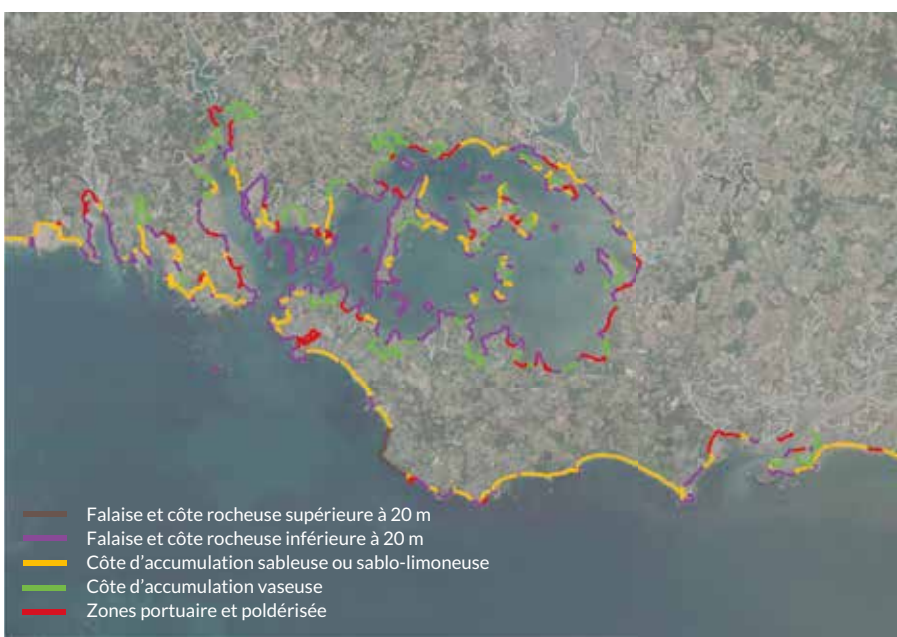 Falaise et côte rocheuse supérieure à 20 m
Falaise et côte rocheuse inférieure à 20 m
Côte d'accumulation sableuse ou sablo-limoneuse
Côte d'accumulation vaseuse
Zones portuaire et poldérisée